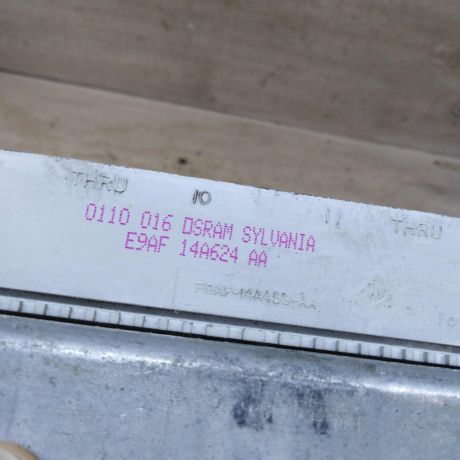 THRU 10 11 THRU
0110 016 OSRAM SYLVANIA
E9AF 14A624 AA